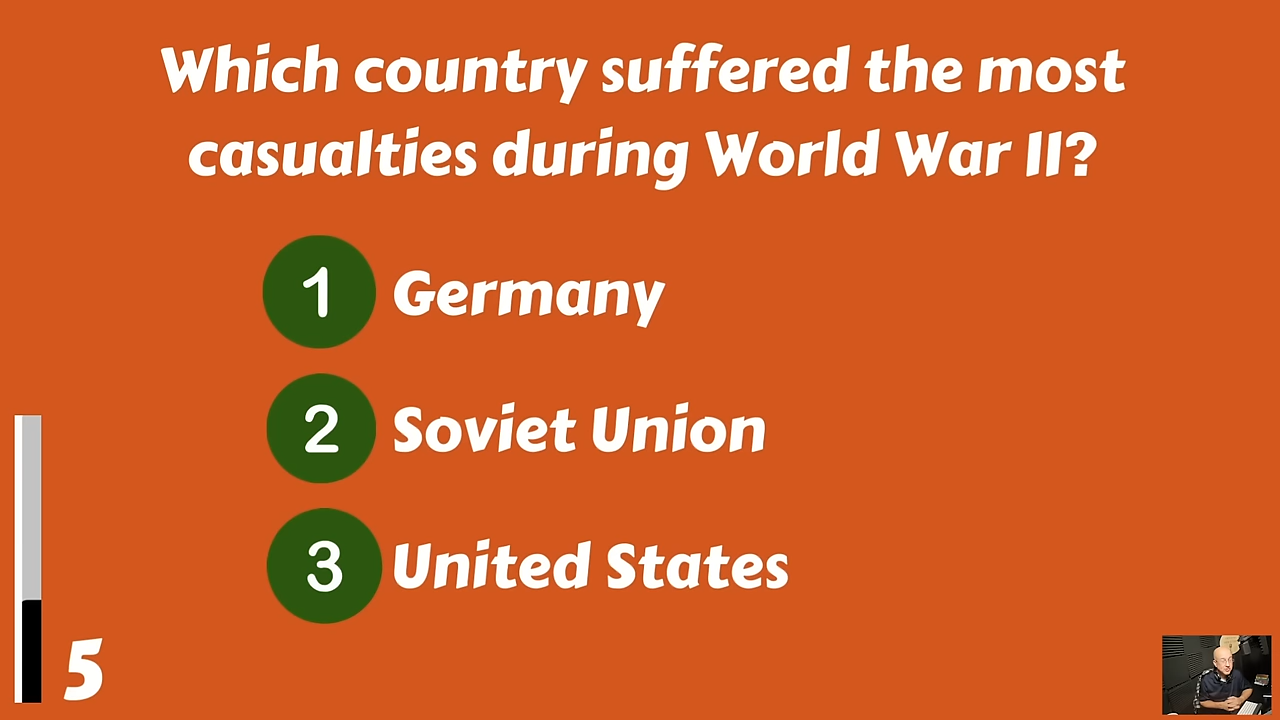 Which country suffered the most
casualties during World War II?
1 Germany
2 Soviet Union
3 United States
5